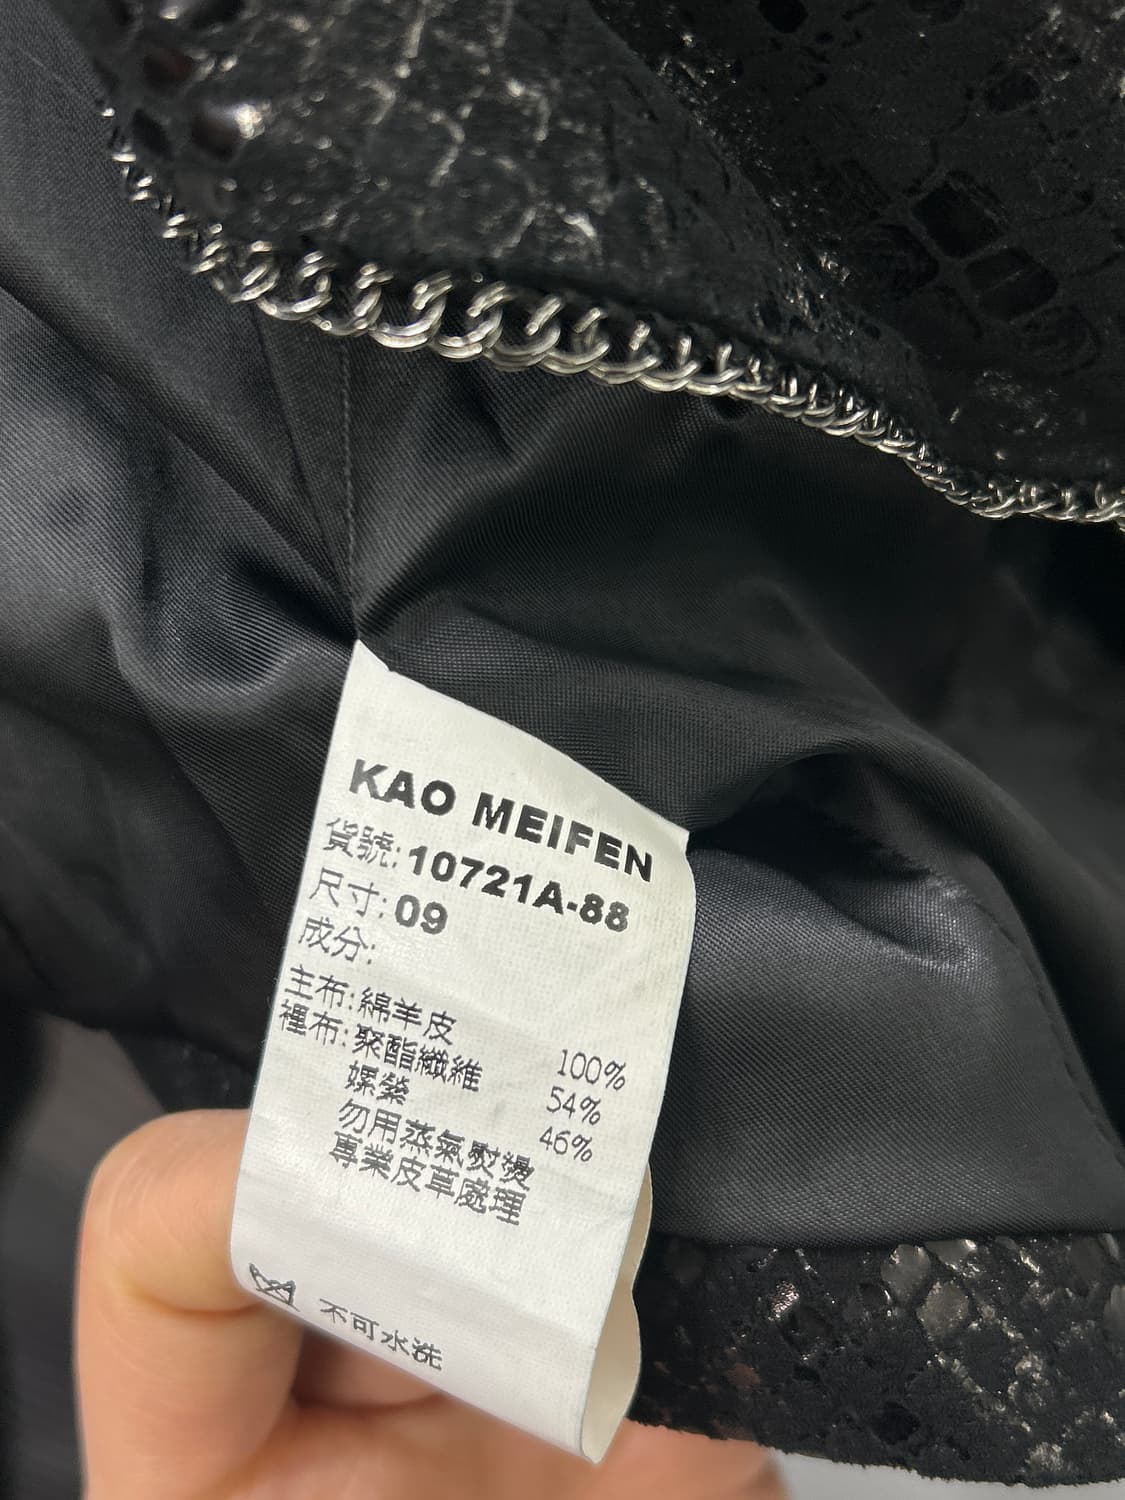 KAO MEIFEN
貨號:10721A-88
尺寸:09
成分:
主布:綿羊皮 100%
裡布:聚酯纖維 54%
嫘縈 46%
勿用蒸氣熨燙
專業皮革處理
不可水洗